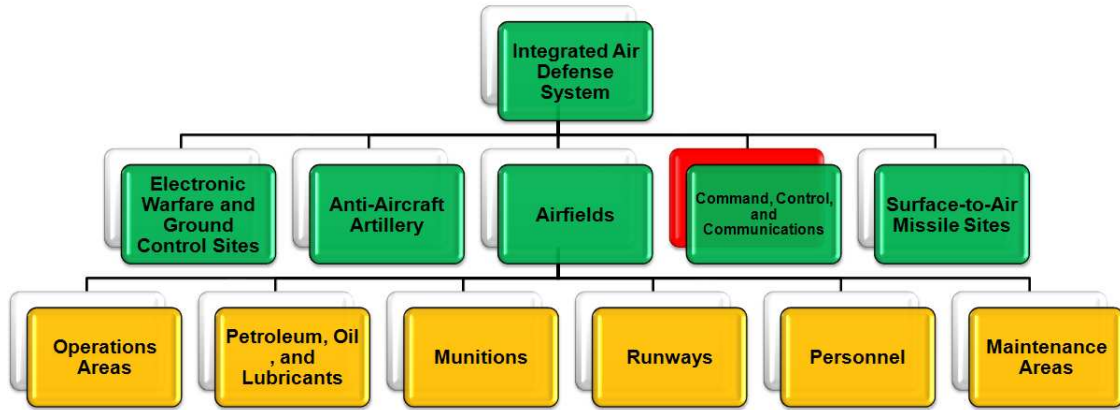 Integrated Air
Defense
System
Electronic
Warfare and
Ground
Control Sites
Anti-Aircraft
Artillery
Airfields
Command, Control,
and
Communications
Surface-to-Air
Missile Sites
Operations
Areas
Petroleum, Oil
, and
Lubricants
Munitions
Runways
Personnel
Maintenance
Areas